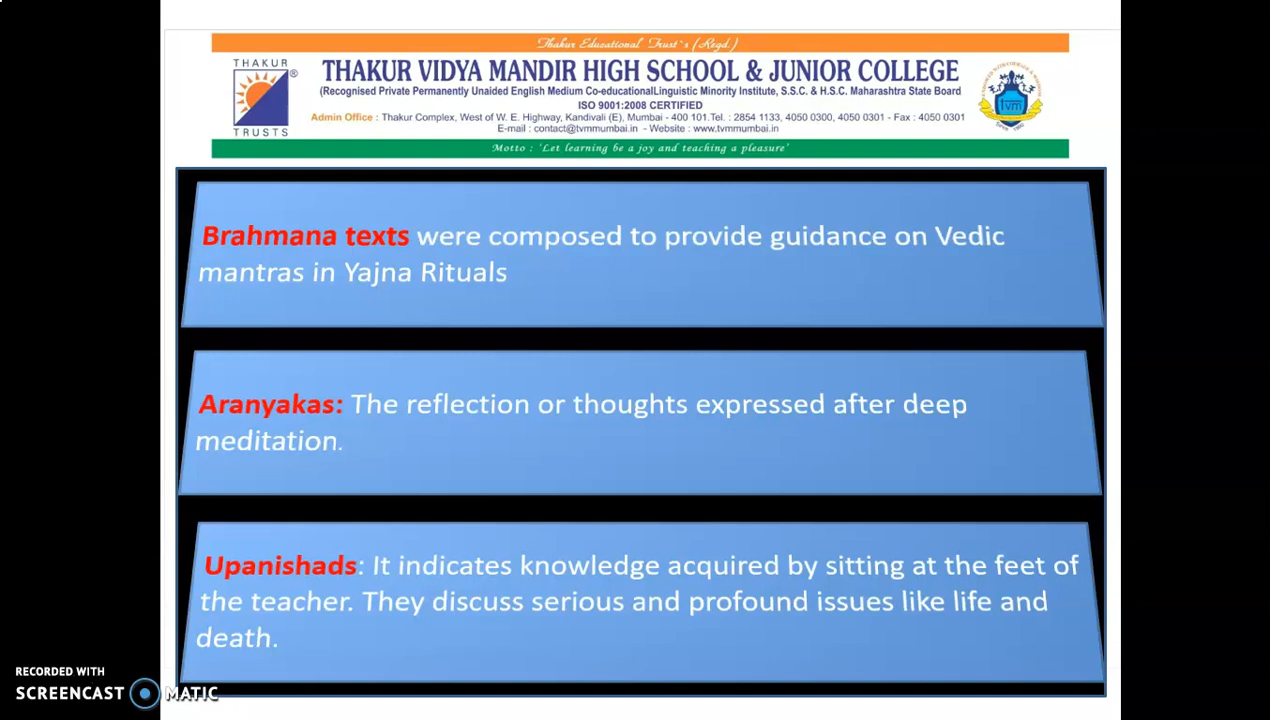 Thakur Educational Trust`s (Regd.)
THAKUR
®
TRUSTS
THAKUR VIDYA MANDIR HIGH SCHOOL & JUNIOR COLLEGE
(Recognised Private Permanently Unaided English Medium Co-educationalLinguistic Minority Institute, S.S.C. & H.S.C. Maharashtra State Board
ISO 9001:2008 CERTIFIED
Admin Office : Thakur Complex, West of W. E. Highway, Kandivali (E), Mumbai - 400 101.Tel. : 2854 1133, 4050 0300, 4050 0301 - Fax : 4050 0301
E-mail : contact@tvmmumbai.in - Website : www.tvmmumbai.in
tvm
Motto : 'Let learning be a joy and teaching a pleasure'
Brahmana texts were composed to provide guidance on Vedic
mantras in Yajna Rituals
Aranyakas: The reflection or thoughts expressed after deep
meditation.
Upanishads: It indicates knowledge acquired by sitting at the feet of
the teacher. They discuss serious and profound issues like life and
death.
RECORDED WITH
SCREENCAST MATIC